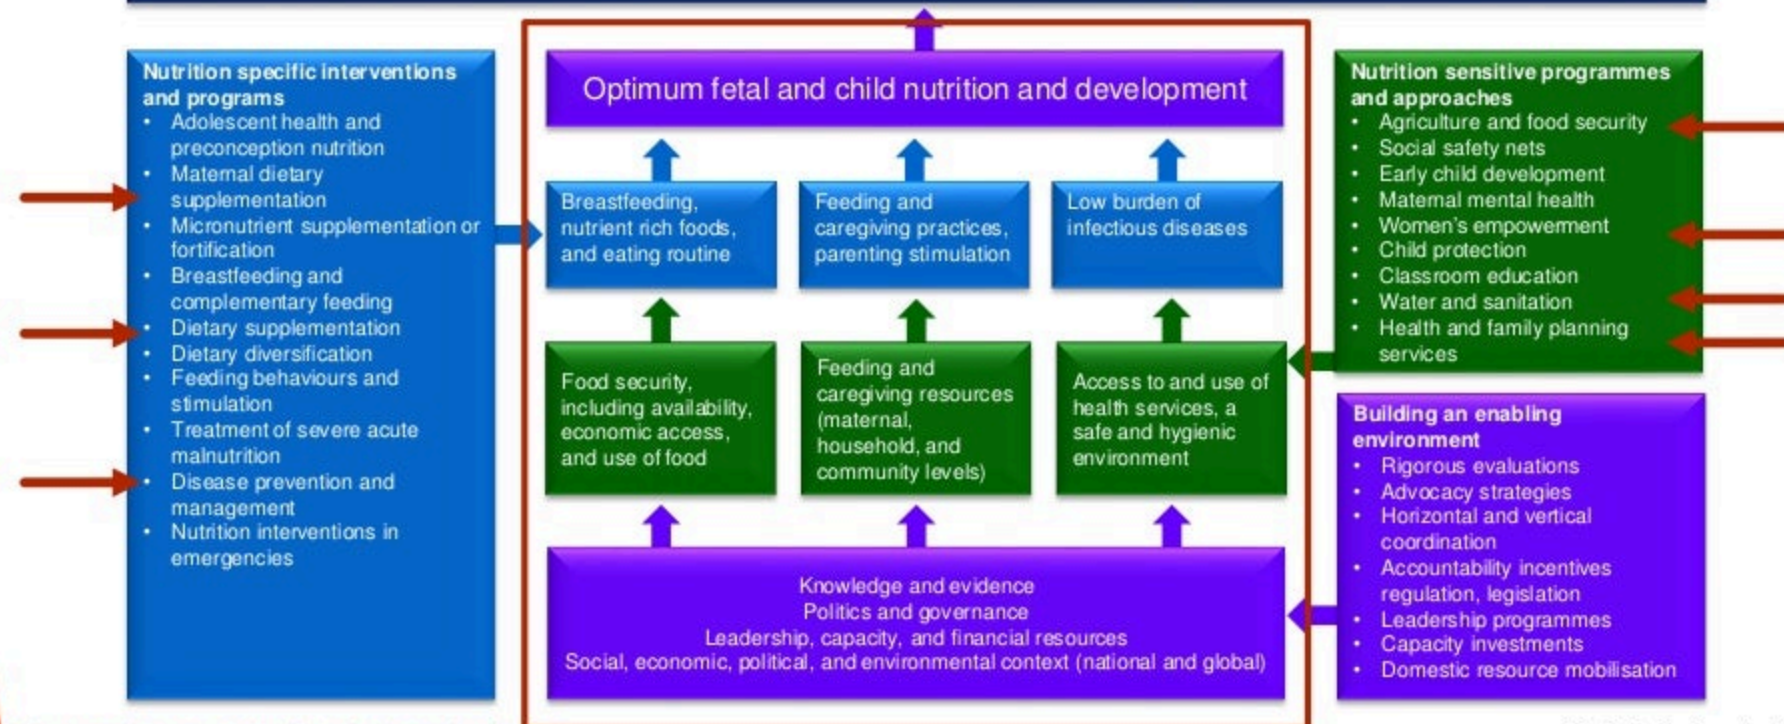 Nutrition specific interventions
and programs
• Adolescent health and
preconception nutrition
• Maternal dietary
supplementation
• Micronutrient supplementation or
fortification
• Breastfeeding and
complementary feeding
• Dietary supplementation
• Dietary diversification
• Feeding behaviours and
stimulation
• Treatment of severe acute
malnutrition
• Disease prevention and
management
• Nutrition interventions in
emergencies
Optimum fetal and child nutrition and development
Breastfeeding,
nutrient rich foods,
and eating routine
Feeding and
caregiving practices,
parenting stimulation
Low burden of
infectious diseases
Food security,
including availability,
economic access,
and use of food
Feeding and
caregiving resources
(maternal,
household, and
community levels)
Access to and use of
health services, a
safe and hygienic
environment
Knowledge and evidence
Politics and governance
Leadership, capacity, and financial resources
Social, economic, political, and environmental context (national and global)
Nutrition sensitive programmes
and approaches
• Agriculture and food security
• Social safety nets
• Early child development
• Maternal mental health
• Women's empowerment
• Child protection
• Classroom education
• Water and sanitation
• Health and family planning
services
Building an enabling
environment
• Rigorous evaluations
• Advocacy strategies
• Horizontal and vertical
coordination
• Accountability incentives
regulation, legislation
• Leadership programmes
• Capacity investments
• Domestic resource mobilisation